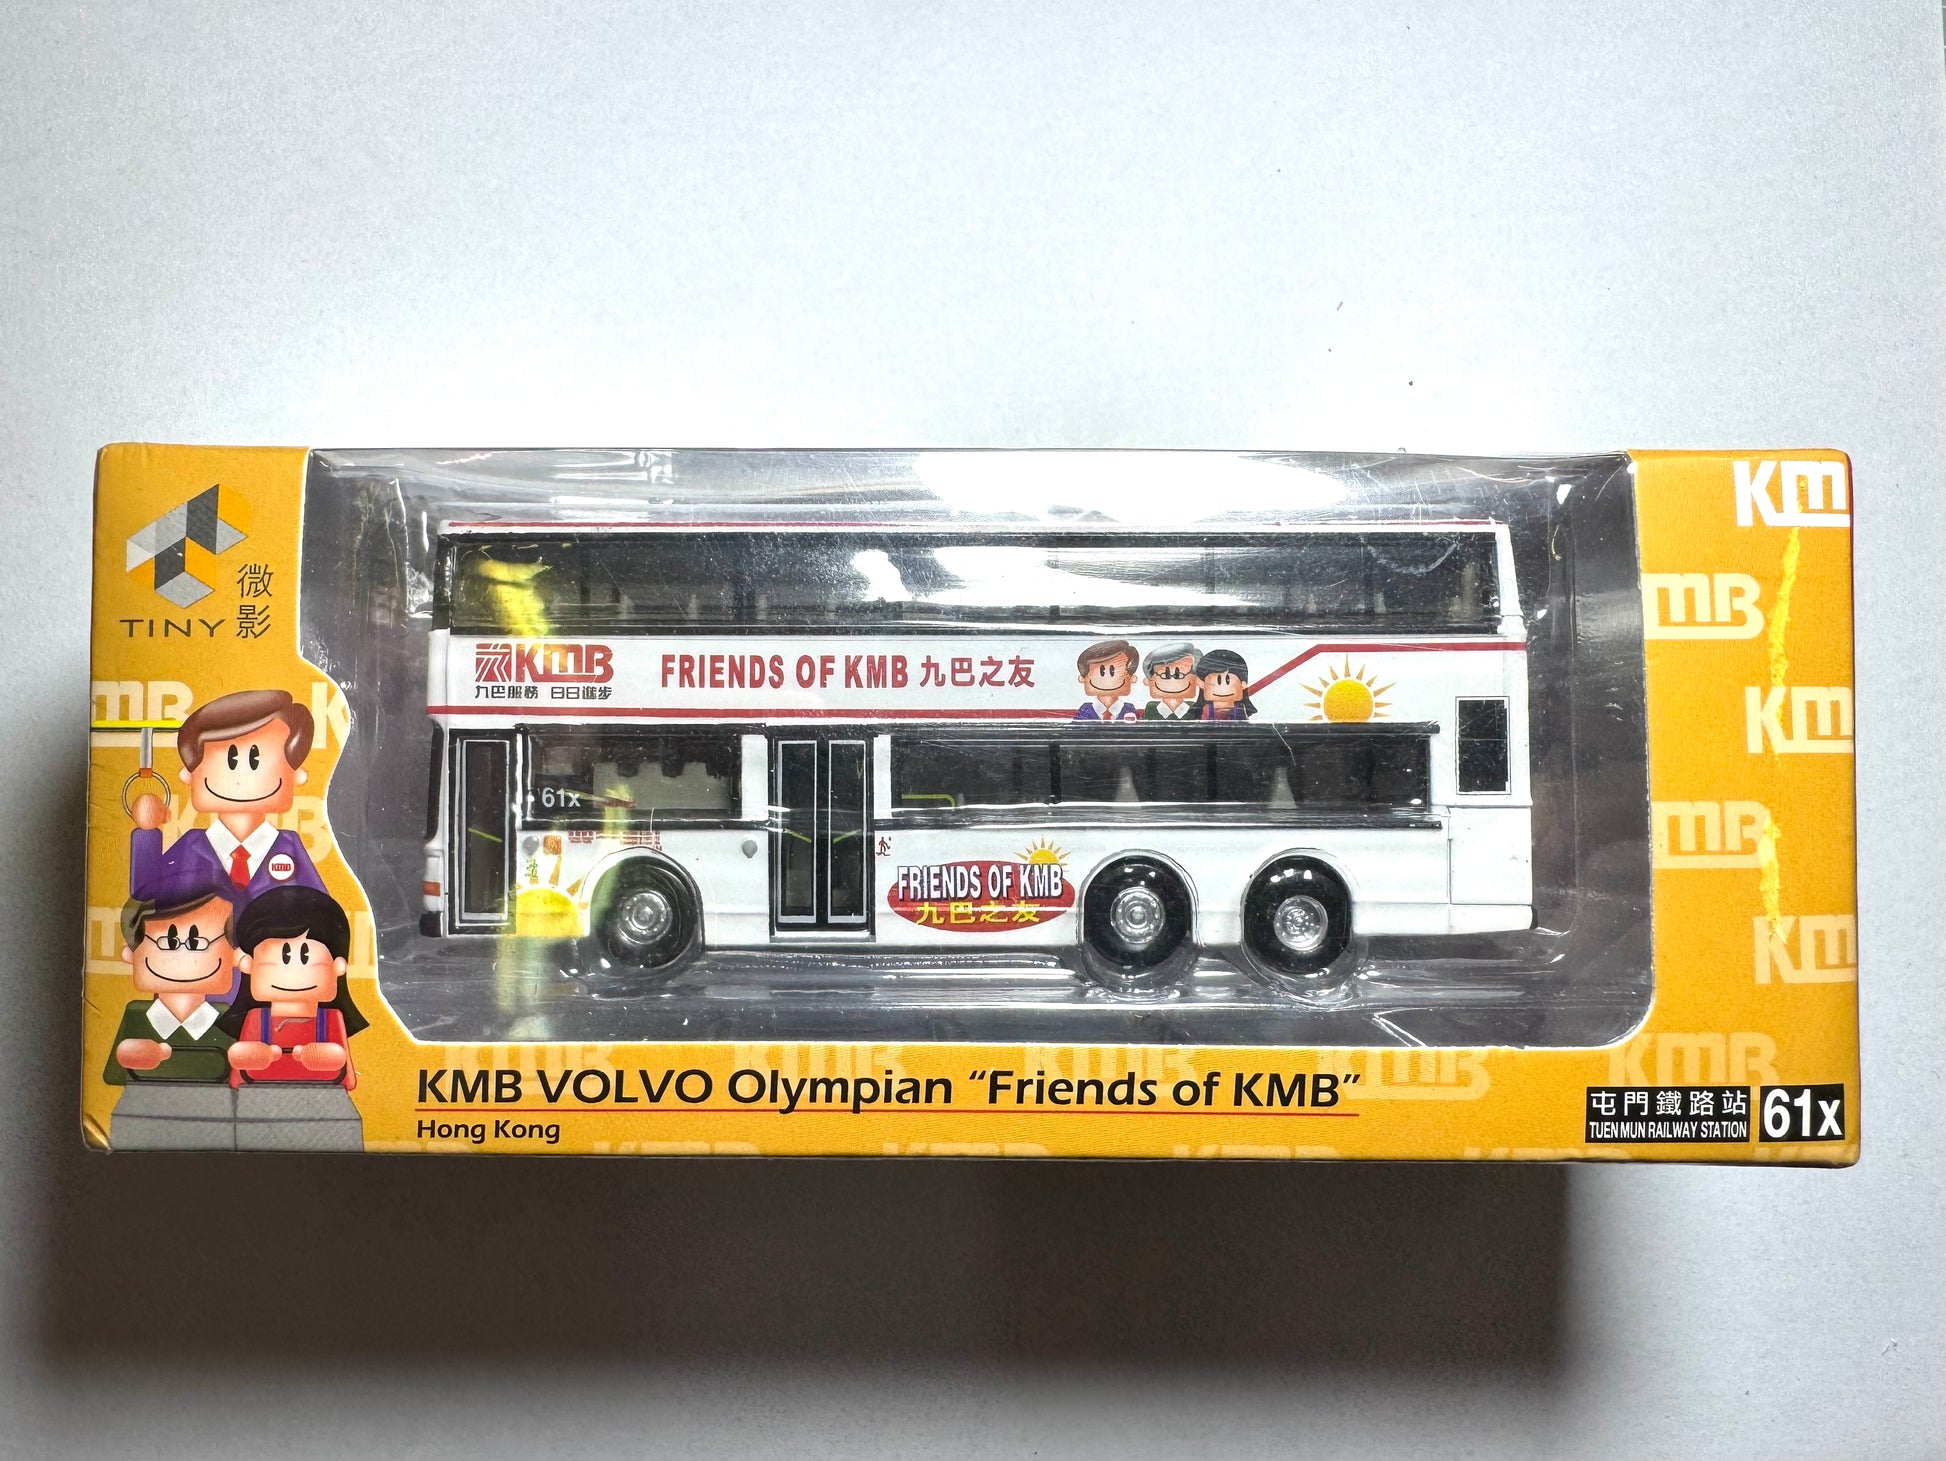 TINY 微影
KMB
九巴服務 日日進步
FRIENDS OF KMB 九巴之友
61x
FRIENDS OF KMB
九巴之友
KMB
KMB VOLVO Olympian “Friends of KMB”
Hong Kong
屯門鐵路站
TUEN MUN RAILWAY STATION
61x